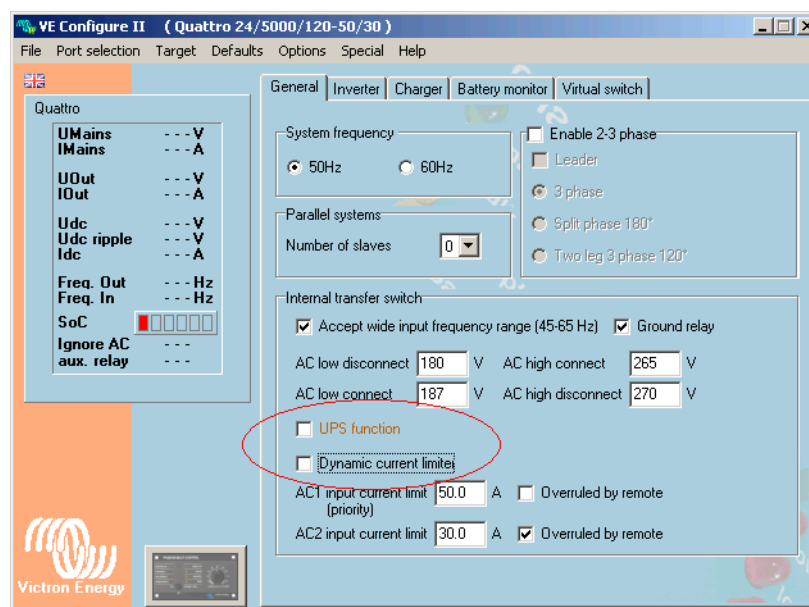 VE Configure II ( Quattro 24/5000/120-50/30 )
File Port selection Target Defaults Options Special Help
General Inverter Charger Battery monitor Virtual switch
Quattro
UMains - - - V
IMains - - - A
UOut - - - V
IOut - - - A
Udc - - - V
Udc ripple - - - V
Idc - - - A
Freq. Out - - - Hz
Freq. In - - - Hz
SoC
Ignore AC - - -
aux. relay - - -
System frequency
50Hz 60Hz
Parallel systems
Number of slaves 0
Enable 2-3 phase
Leader
3 phase
Split phase 180°
Two leg 3 phase 120°
Internal transfer switch
Accept wide input frequency range (45-65 Hz) Ground relay
AC low disconnect 180 V AC high connect 265 V
AC low connect 187 V AC high disconnect 270 V
UPS function
Dynamic current limiter
AC1 input current limit 50.0 A Overruled by remote
(priority)
AC2 input current limit 30.0 A Overruled by remote
Victron Energy